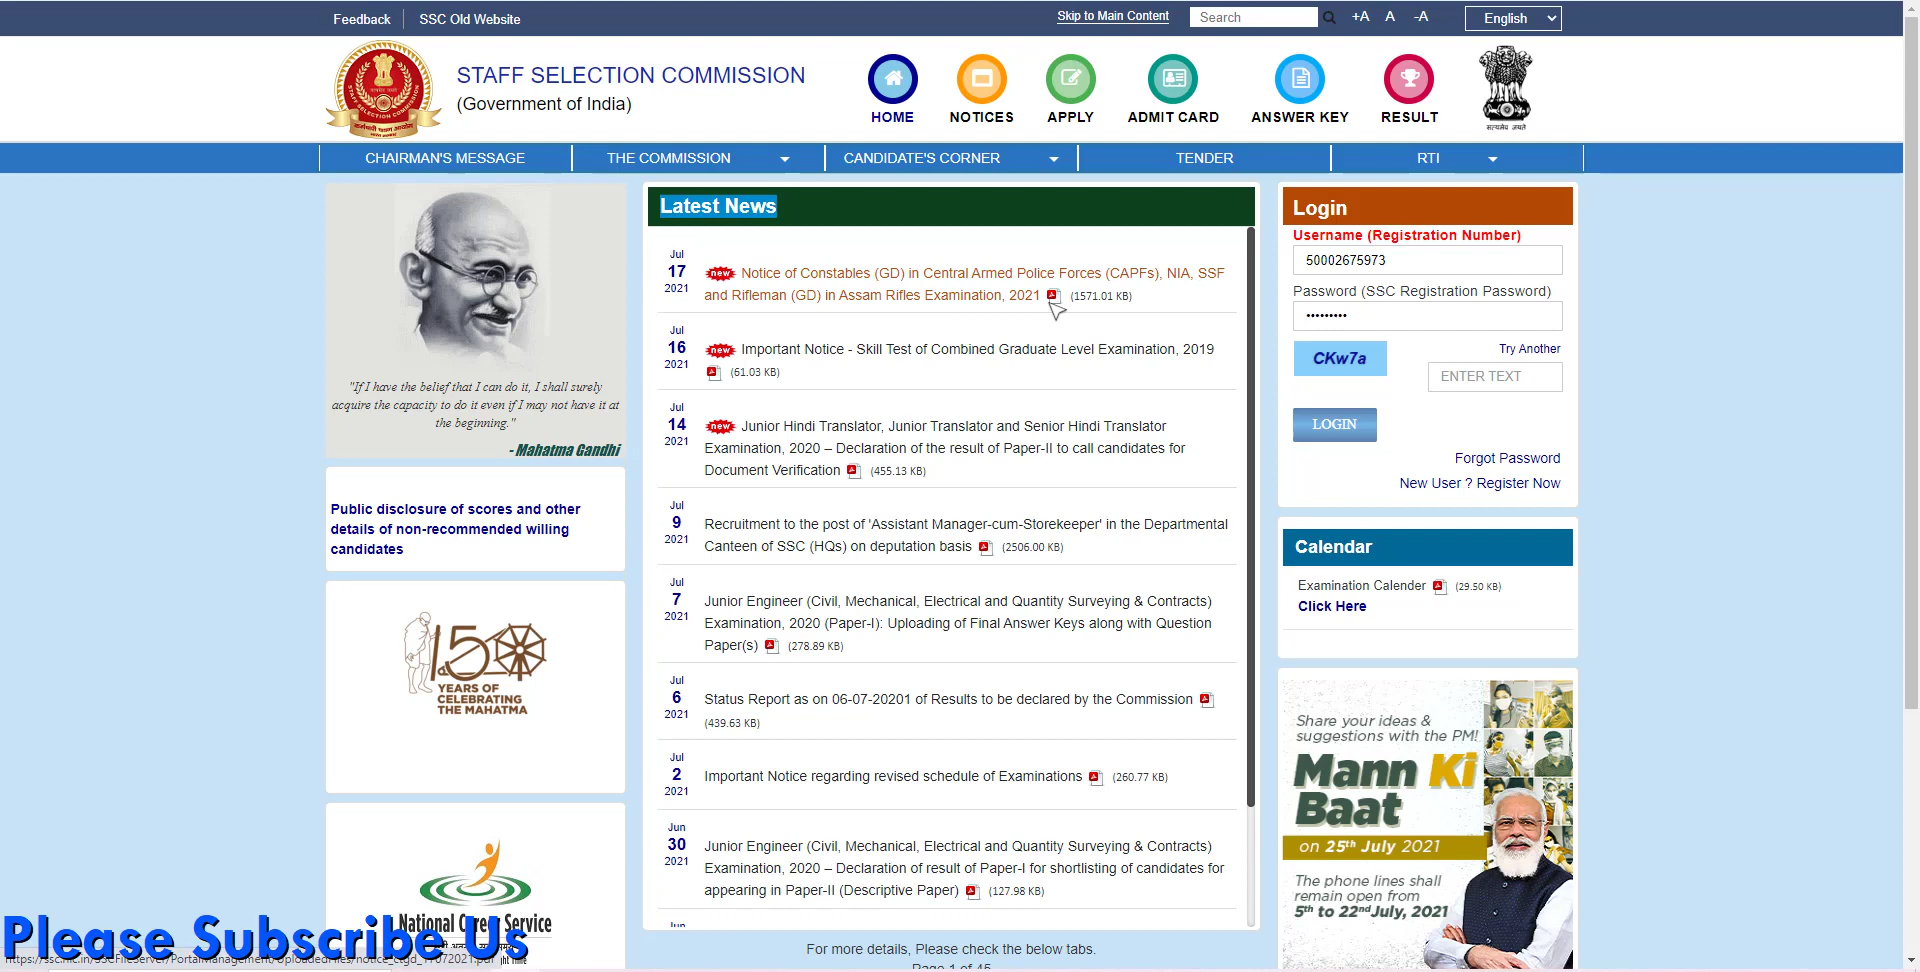 Feedback
SSC Old Website
Skip to Main Content
Search
+A A -A
English
STAFF SELECTION COMMISSION
(Government of India)
HOME
NOTICES
APPLY
ADMIT CARD
ANSWER KEY
RESULT
सत्यमेव जयते
CHAIRMAN'S MESSAGE
THE COMMISSION
CANDIDATE'S CORNER
TENDER
RTI
"If I have the belief that I can do it, I shall surely
acquire the capacity to do it even if I may not have it at
the beginning."
- Mahatma Gandhi
Public disclosure of scores and other
details of non-recommended willing
candidates
150
YEARS OF
CELEBRATING
THE MAHATMA
National Career Service
Please Subscribe Us
Latest News
Jul
17
2021
new Notice of Constables (GD) in Central Armed Police Forces (CAPFs), NIA, SSF
and Rifleman (GD) in Assam Rifles Examination, 2021 (1571.01 KB)
Jul
16
2021
new Important Notice - Skill Test of Combined Graduate Level Examination, 2019
(61.03 KB)
Jul
14
2021
new Junior Hindi Translator, Junior Translator and Senior Hindi Translator
Examination, 2020 – Declaration of the result of Paper-II to call candidates for
Document Verification (455.13 KB)
Jul
9
2021
Recruitment to the post of 'Assistant Manager-cum-Storekeeper' in the Departmental
Canteen of SSC (HQs) on deputation basis (2506.00 KB)
Jul
7
2021
Junior Engineer (Civil, Mechanical, Electrical and Quantity Surveying & Contracts)
Examination, 2020 (Paper-I): Uploading of Final Answer Keys along with Question
Paper(s) (278.89 KB)
Jul
6
2021
Status Report as on 06-07-20201 of Results to be declared by the Commission
(439.63 KB)
Jul
2
2021
Important Notice regarding revised schedule of Examinations (260.77 KB)
Jun
30
2021
Junior Engineer (Civil, Mechanical, Electrical and Quantity Surveying & Contracts)
Examination, 2020 – Declaration of result of Paper-I for shortlisting of candidates for
appearing in Paper-II (Descriptive Paper) (127.98 KB)
Jun
For more details, Please check the below tabs.
Page 1 of 45
Login
Username (Registration Number)
50002675973
Password (SSC Registration Password)
•••••••••
CKw7a
Try Another
ENTER TEXT
LOGIN
Forgot Password
New User ? Register Now
Calendar
Examination Calender (29.50 KB)
Click Here
Share your ideas &
suggestions with the PM!
Mann Ki
Baat
on 25th July 2021
The phone lines shall
remain open from
5th to 22nd July, 2021